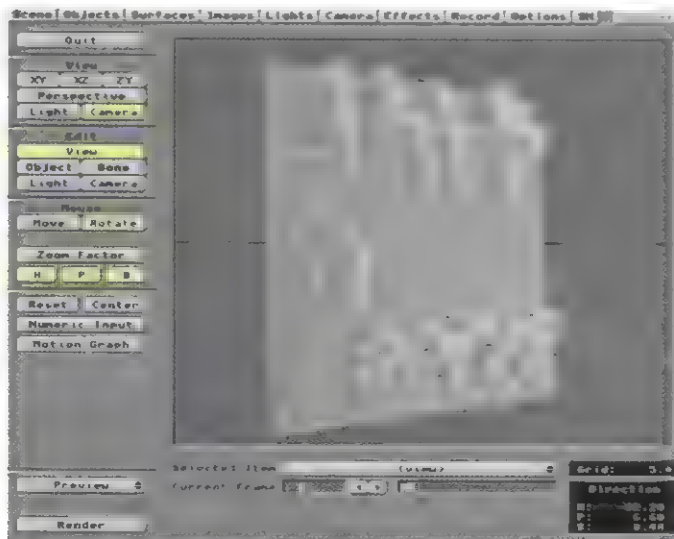 Scene Objects Surfaces Images Lights Camera Effects Record Options
Quit
View
XY XZ ZY
Perspective
Light Camera
Edit
View
Object Bone
Light Camera
Mouse
Move Rotate
Zoom Factor
H P B
Reset Center
Numeric Input
Motion Graph
Selected Item (View)
Current Frame
Preview
Render
Grid:
Direction
H:
P: